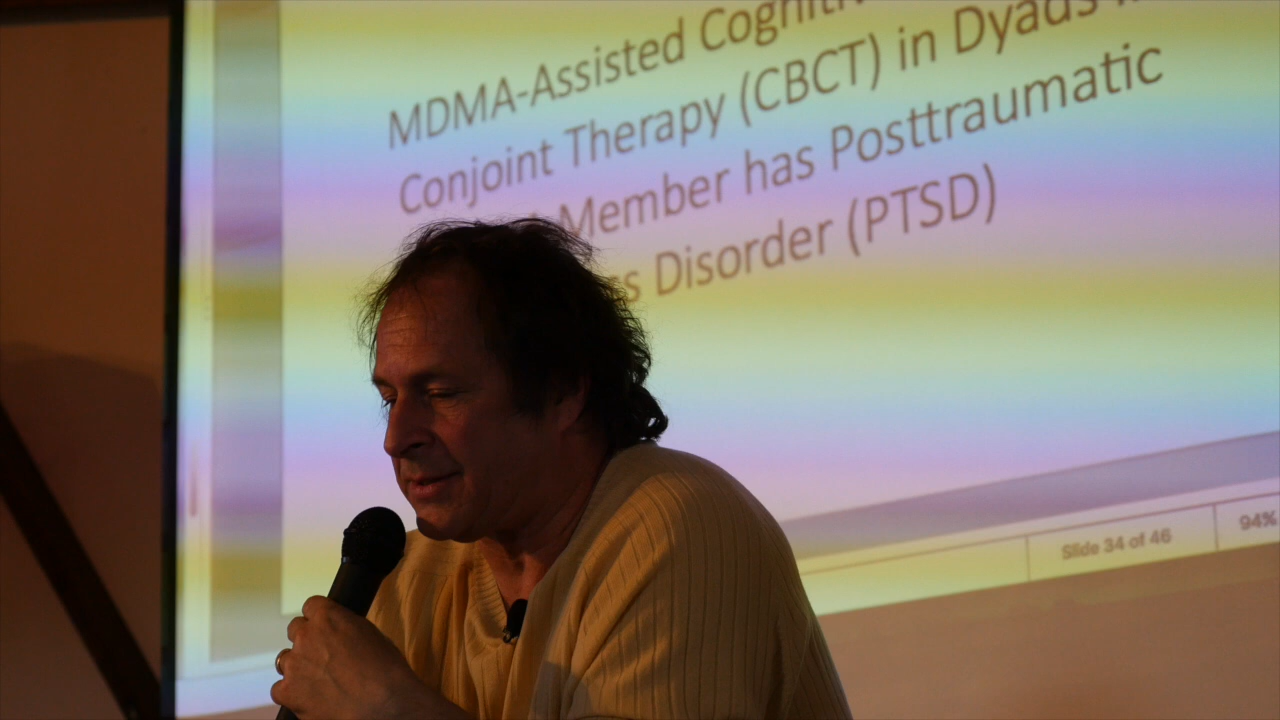 MDMA-Assisted
Conjoint Therapy (CBCT) in Dyads
Member has Posttraumatic
Disorder (PTSD)
Slide 34 of 46
94%